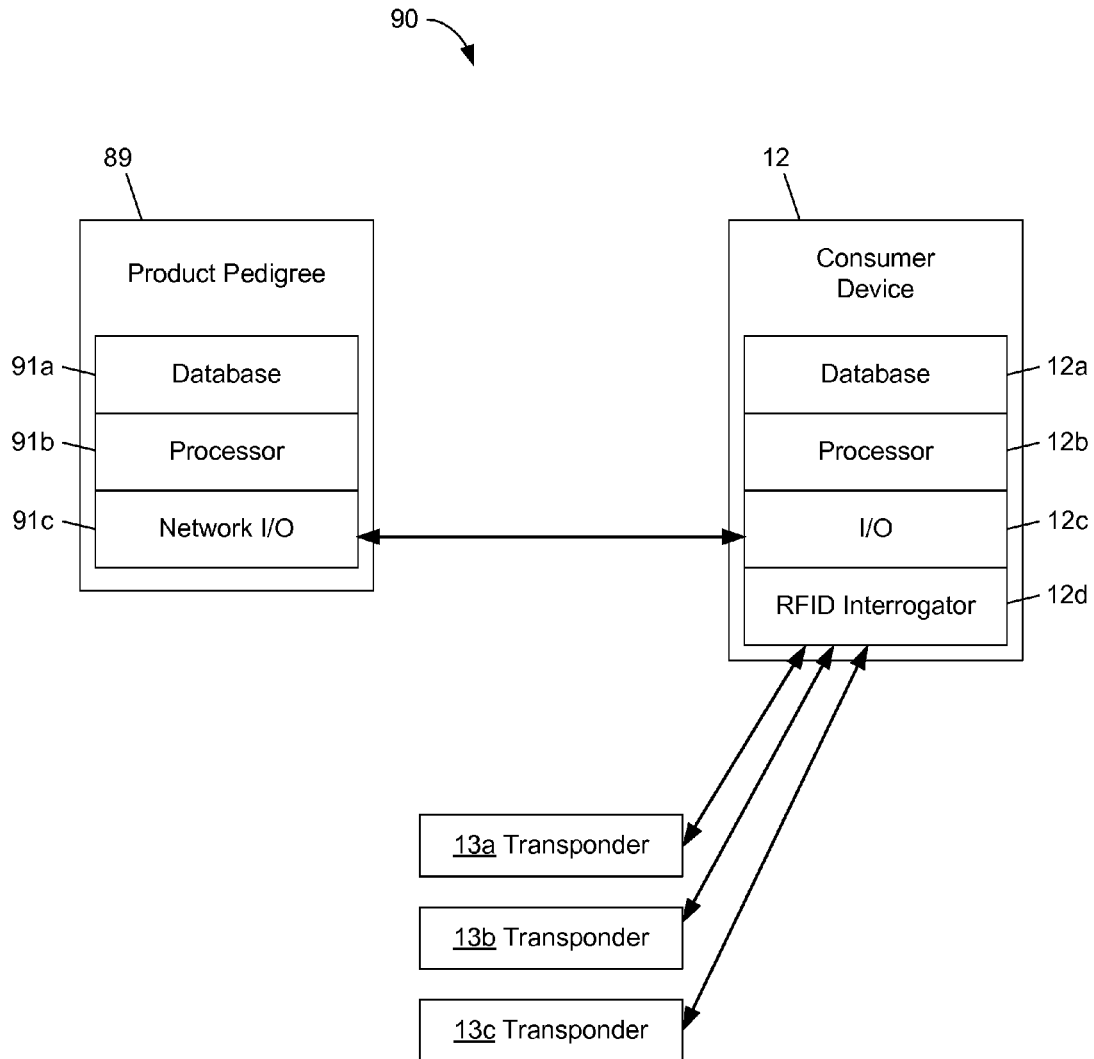 90
89
12
Product Pedigree
Consumer
Device
91a
Database
Database
12a
91b
Processor
Processor
12b
91c
Network I/O
I/O
12c
RFID Interrogator
12d
13a Transponder
13b Transponder
13c Transponder